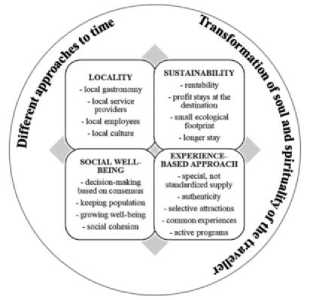 Different approaches to time
Transformation of soul and spirituality of the traveller
LOCALITY
- local gastronomy
- local service
providers
- local employees
- local culture
SUSTAINABILITY
- rentability
- profit stays at the
destination
- small ecological
footprint
- longer stay
SOCIAL WELL-
BEING
- decision-making
based on consensus
- keeping population
- growing well-being
- social cohesion
EXPERIENCE-
BASED APPROACH
- special, not
standardized supply
- authenticity
- selective attractions
- common experiences
- active programs